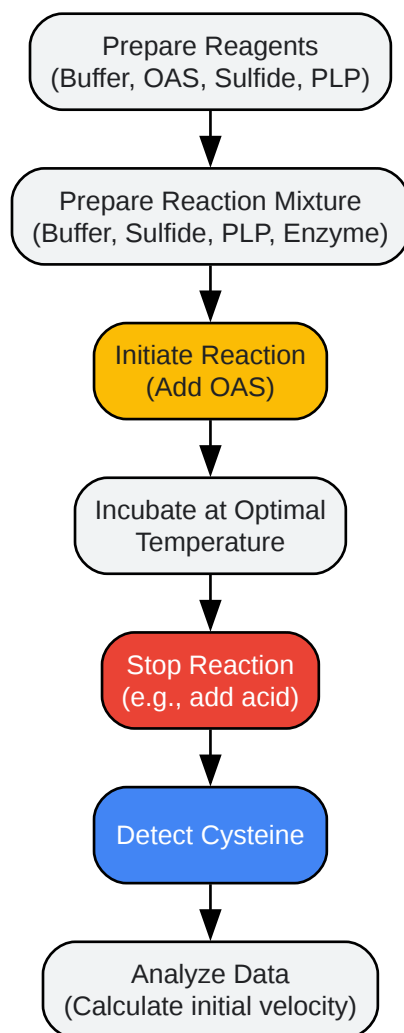 Prepare Reagents
(Buffer, OAS, Sulfide, PLP)
Prepare Reaction Mixture
(Buffer, Sulfide, PLP, Enzyme)
Initiate Reaction
(Add OAS)
Incubate at Optimal
Temperature
Stop Reaction
(e.g., add acid)
Detect Cysteine
Analyze Data
(Calculate initial velocity)